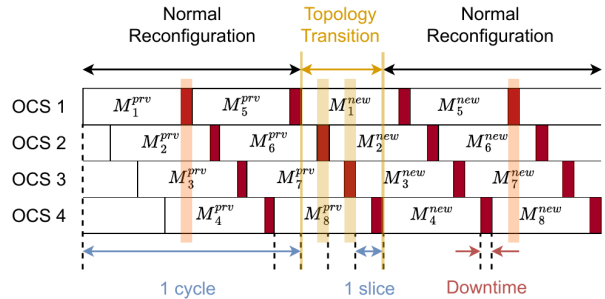 Normal
Reconfiguration
Topology
Transition
Normal
Reconfiguration
OCS 1 M_1^{prv} M_5^{prv} M_1^{new} M_5^{new}
OCS 2 M_2^{prv} M_6^{prv} M_2^{new} M_6^{new}
OCS 3 M_3^{prv} M_7^{prv} M_3^{new} M_7^{new}
OCS 4 M_4^{prv} M_8^{prv} M_4^{new} M_8^{new}
1 cycle
1 slice
Downtime